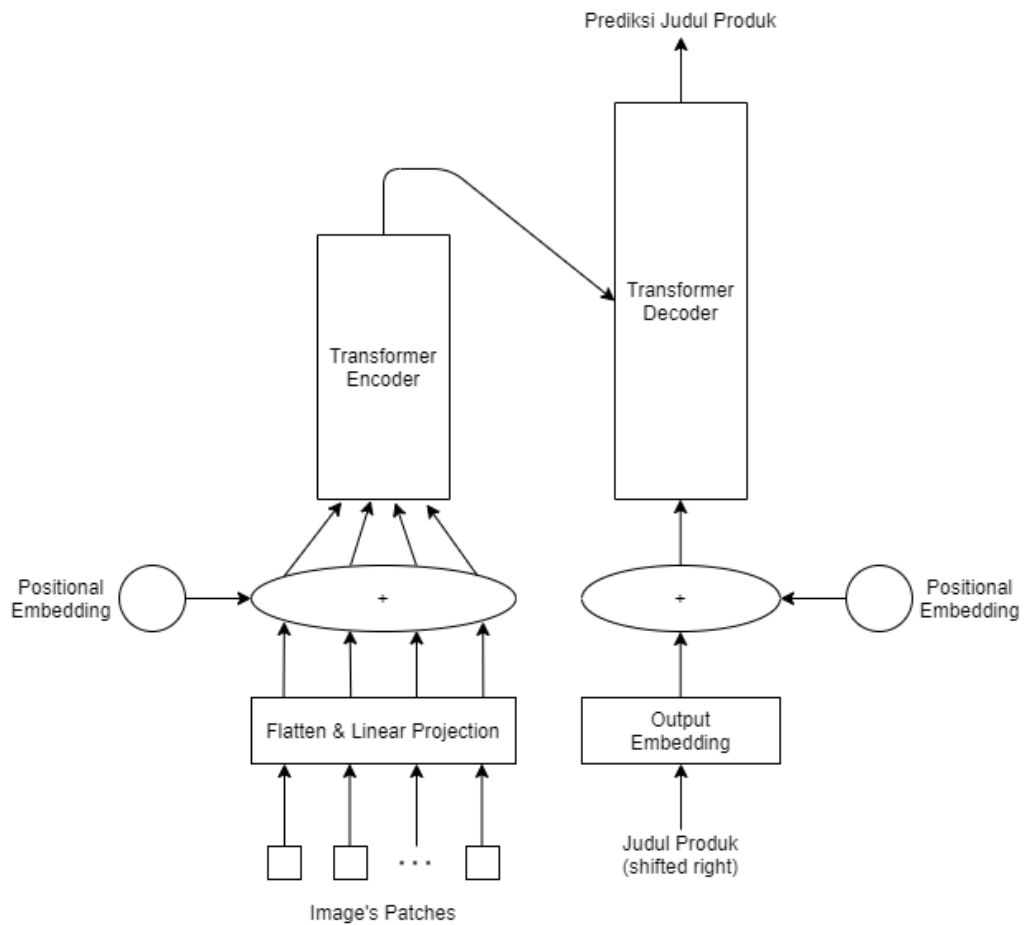 Prediksi Judul Produk
Transformer
Decoder
Transformer
Encoder
Positional
Embedding
+
+
Positional
Embedding
Flatten & Linear Projection
Output
Embedding
Judul Produk
(shifted right)
...
Image's Patches